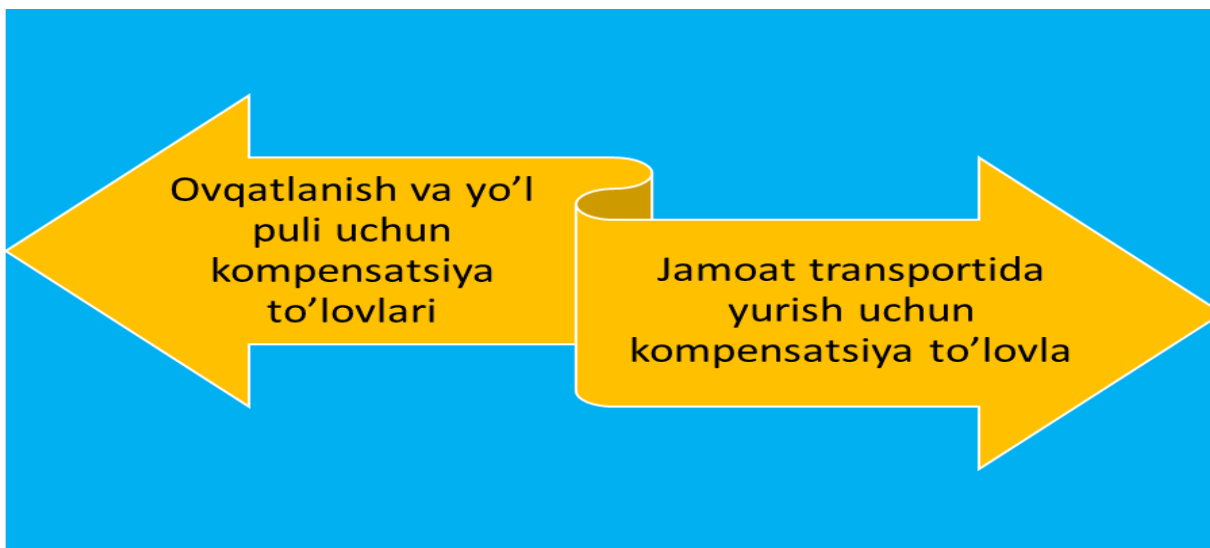 Ovqatlanish va yo’l
puli uchun
kompensatsiya
to’lovlari
Jamoat transportida
yurish uchun
kompensatsiya to’lovla